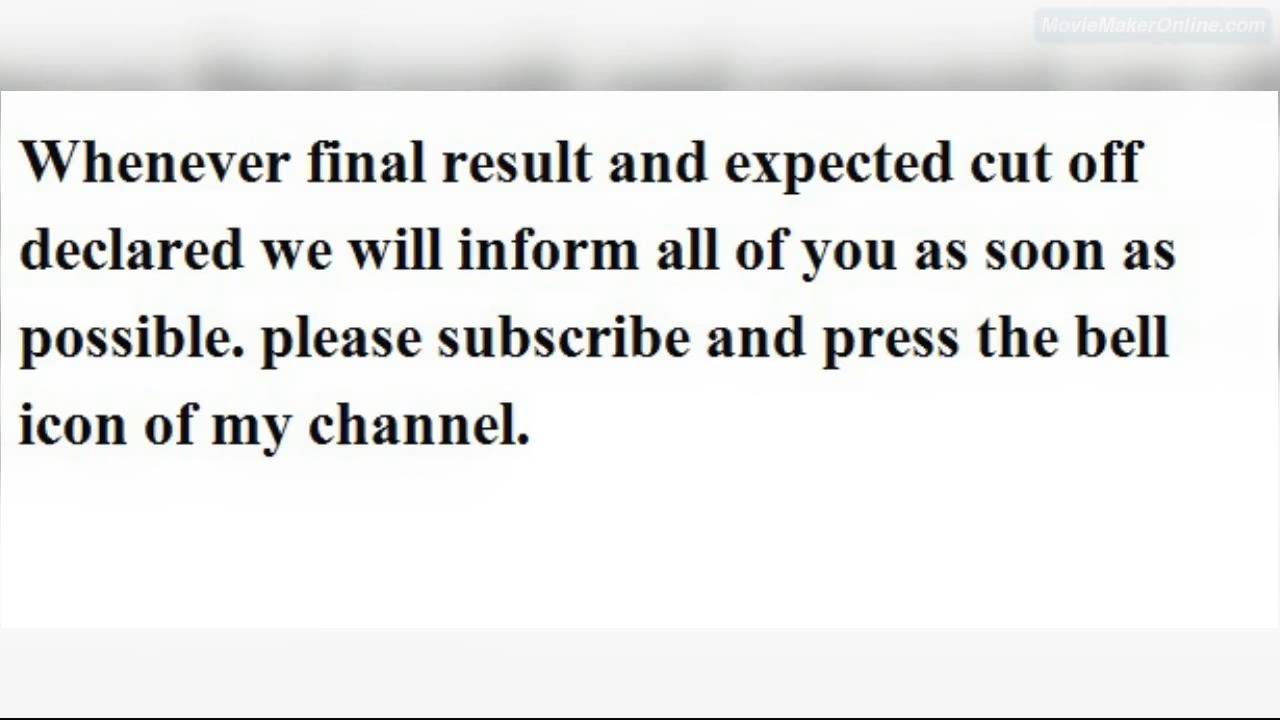 MovieMakerOnline.com
Whenever final result and expected cut off
declared we will inform all of you as soon as
possible. please subscribe and press the bell
icon of my channel.